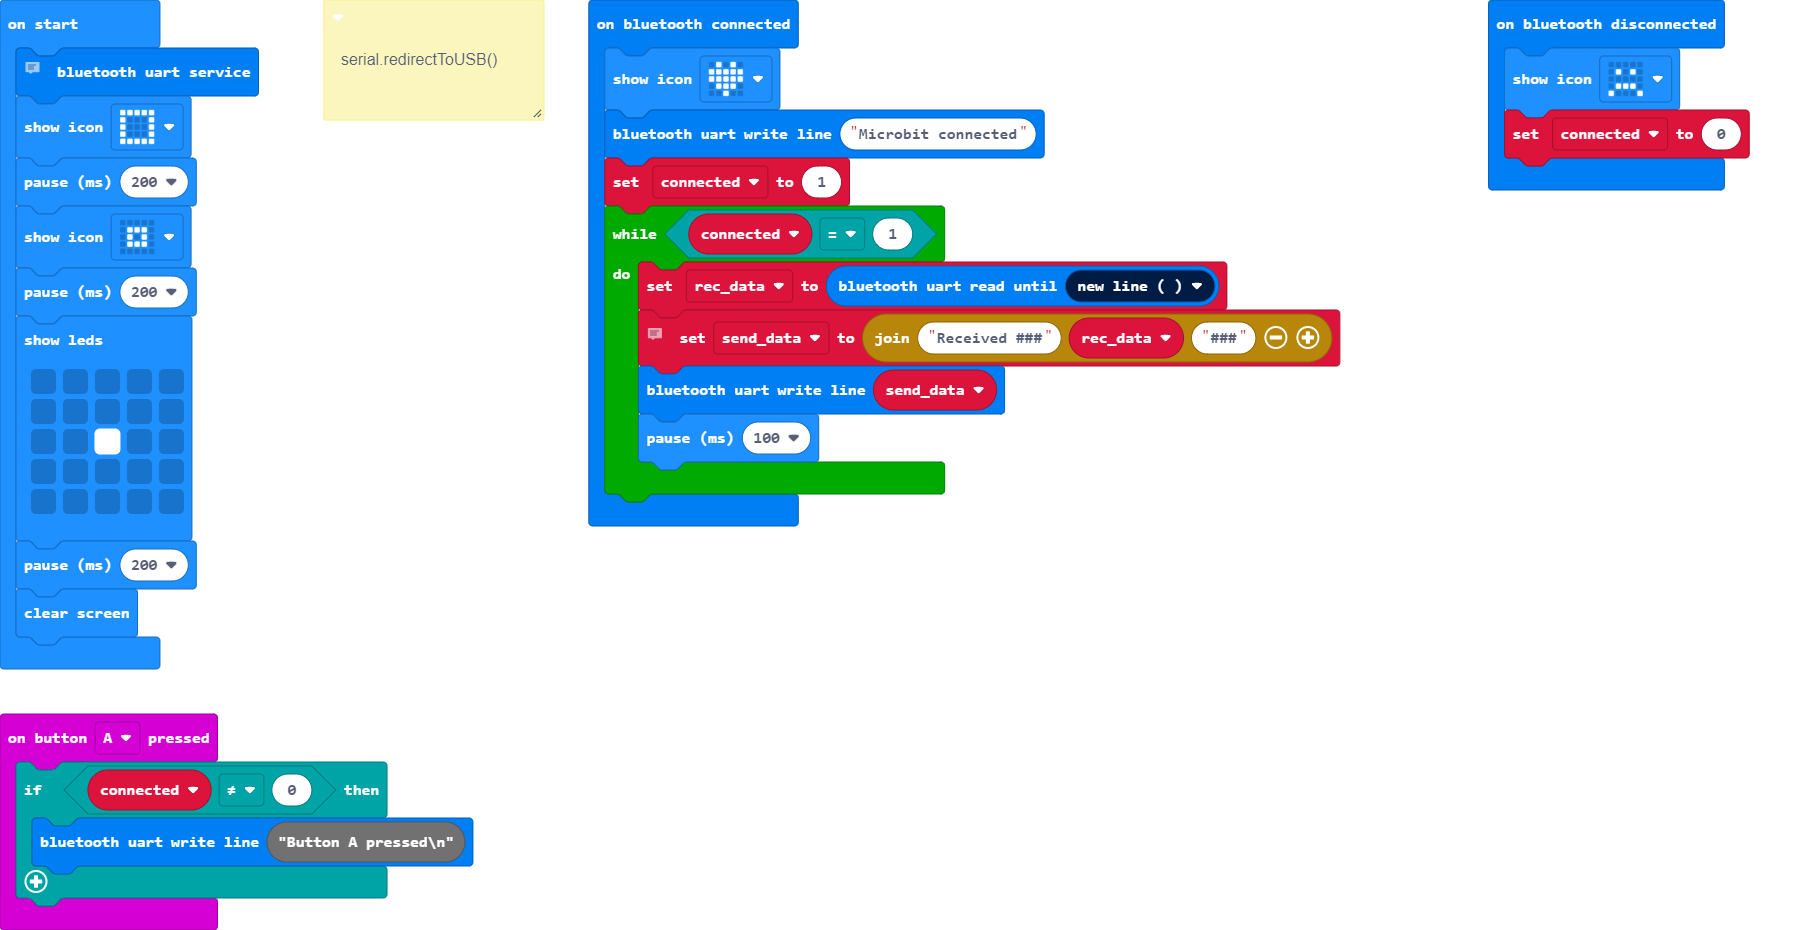 on start
bluetooth uart service
show icon
pause (ms) 200
show icon
pause (ms) 200
show leds
pause (ms) 200
clear screen
serial.redirectToUSB()
on bluetooth connected
show icon
bluetooth uart write line "Microbit connected"
set connected to 1
while connected = 1
do
set rec_data to bluetooth uart read until new line ( )
set send_data to join "Received ###" rec_data "###"
bluetooth uart write line send_data
pause (ms) 100
on bluetooth disconnected
show icon
set connected to 0
on button A pressed
if connected ≠ 0 then
bluetooth uart write line "Button A pressed\n"